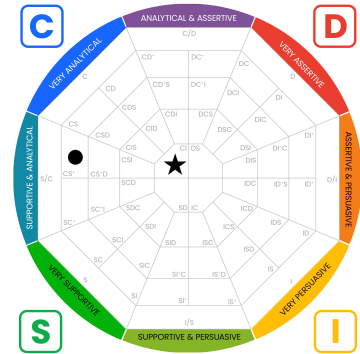 C
D
ANALYTICAL & ASSERTIVE
C/D
VERY ANALYTICAL
VERY ASSERTIVE
CD'
DC'
C
DC
D
CD
CD'S
DC'I
DCI
DI
CDS
CDI
DCS
DIC
CS
CSD
CID
DSC
DI'
CIS
CI
DS
DSI
DI'C
CSI
DIS
SUPPORTIVE & ANALYTICAL
S/C
CS'
CS'D
SCD
IDC
ID'S
ID'
D/I
ASSERTIVE & PERSUASIVE
SC'
SC'I
SDC
SD
IC
ICD
IDS
ID
SC
SCI
SDI
ICS
ISD
SID
ISC
SIC
S
SI
SI'C
IS'D
IS
I
SI'
IS'
I/S
VERY SUPPORTIVE
VERY PERSUASIVE
SUPPORTIVE & PERSUASIVE
S
I